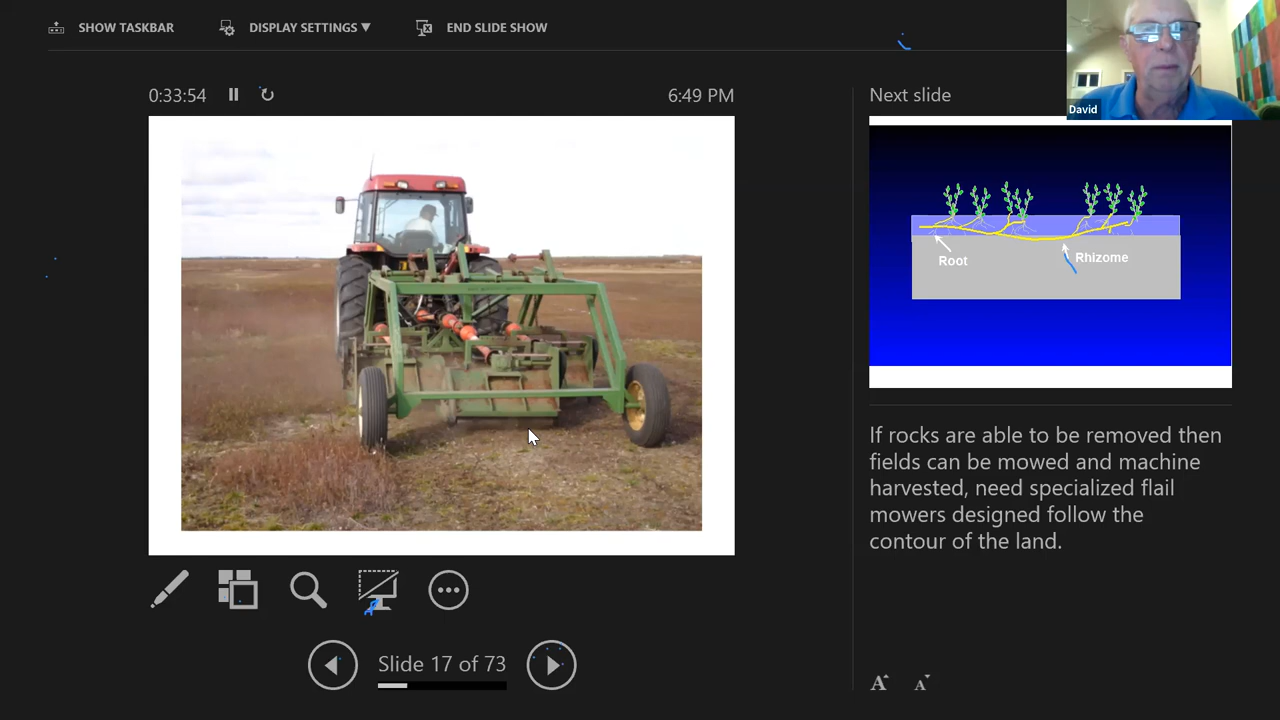 SHOW TASKBAR
DISPLAY SETTINGS ▼
END SLIDE SHOW
0:33:54
6:49 PM
Next slide
David
Root
Rhizome
If rocks are able to be removed then
fields can be mowed and machine
harvested, need specialized flail
mowers designed follow the
contour of the land.
Slide 17 of 73
A
A